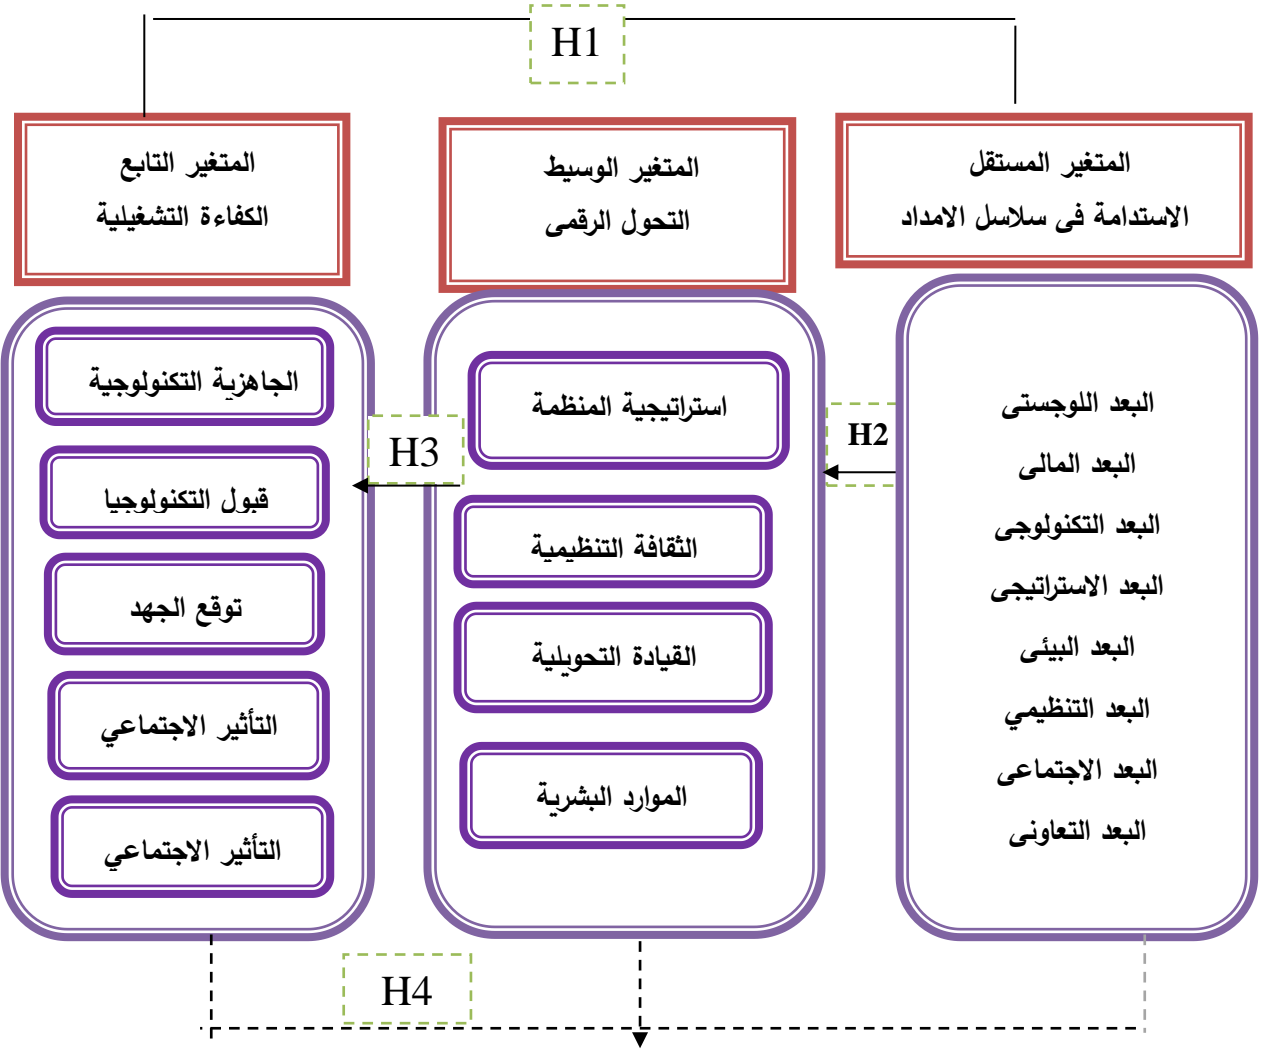 H1
المتغير المستقل
الاستدامة فى سلاسل الامداد
المتغير الوسيط
التحول الرقمى
المتغير التابع
الكفاءة التشغيلية
البعد اللوجستى
البعد المالى
البعد التكنولوجى
البعد الاستراتيجى
البعد البيئى
البعد التنظيمي
البعد الاجتماعى
البعد التعاونى
H2
استراتيجية المنظمة
الثقافة التنظيمية
القيادة التحويلية
الموارد البشرية
H3
الجاهزية التكنولوجية
قبول التكنولوجيا
توقع الجهد
التأثير الاجتماعي
التأثير الاجتماعي
H4